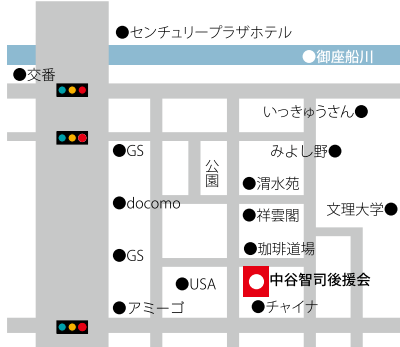 センチュリープラザホテル
御座船川
交番
いっきゅうさん
GS
みよし野
公園
渭水苑
docomo
祥雲閣
文理大学
珈琲道場
GS
中谷智司後援会
USA
アミーゴ
チャイナ